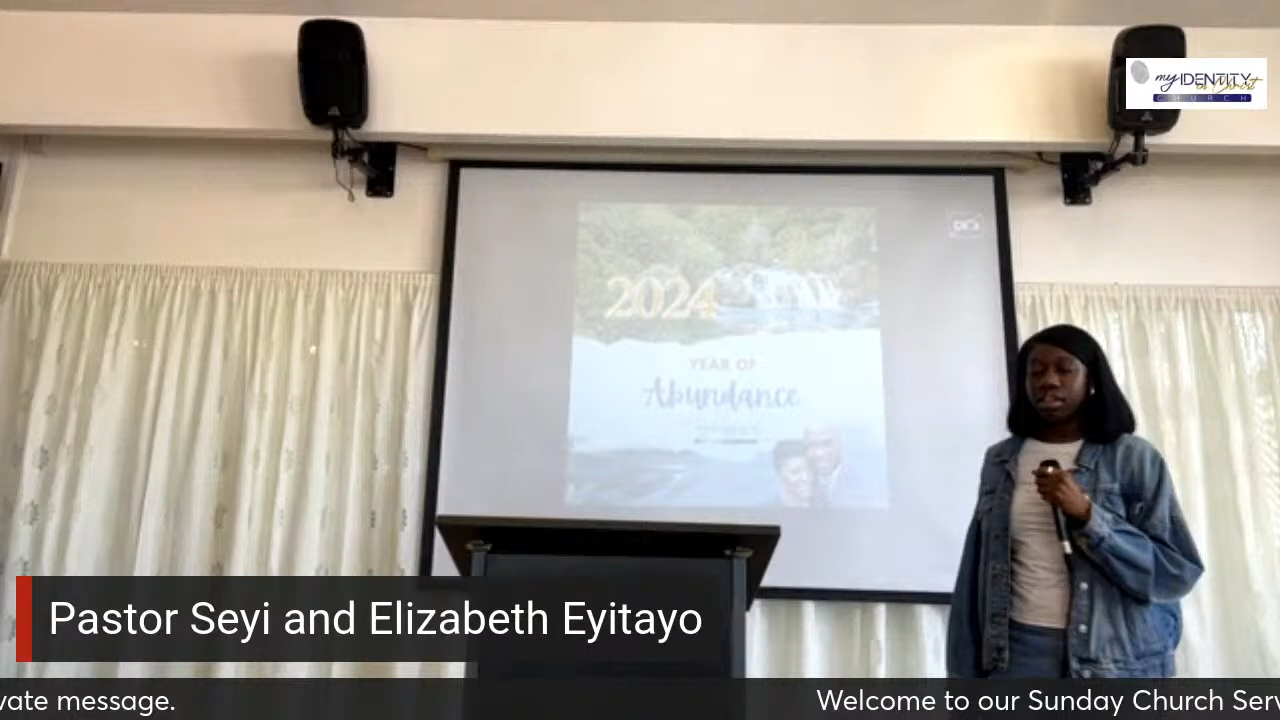 my IDENTITY
in Christ
CHURCH
2024
YEAR OF
Abundance
Pastor Seyi and Elizabeth Eyitayo
vate message.
Welcome to our Sunday Church Serv